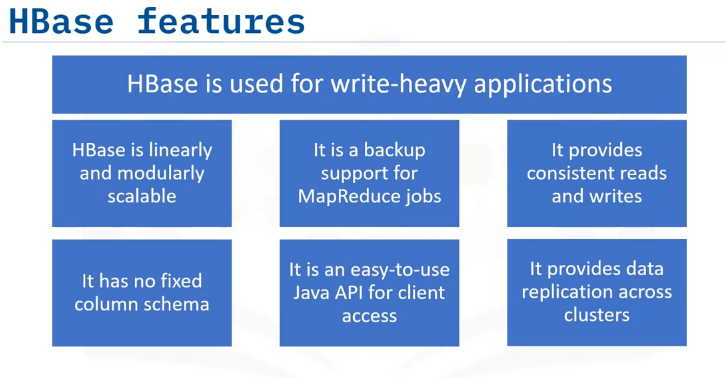 HBase features
HBase is used for write-heavy applications
HBase is linearly
and modularly
scalable
It is a backup
support for
MapReduce jobs
It provides
consistent reads
and writes
It has no fixed
column schema
It is an easy-to-use
Java API for client
access
It provides data
replication across
clusters